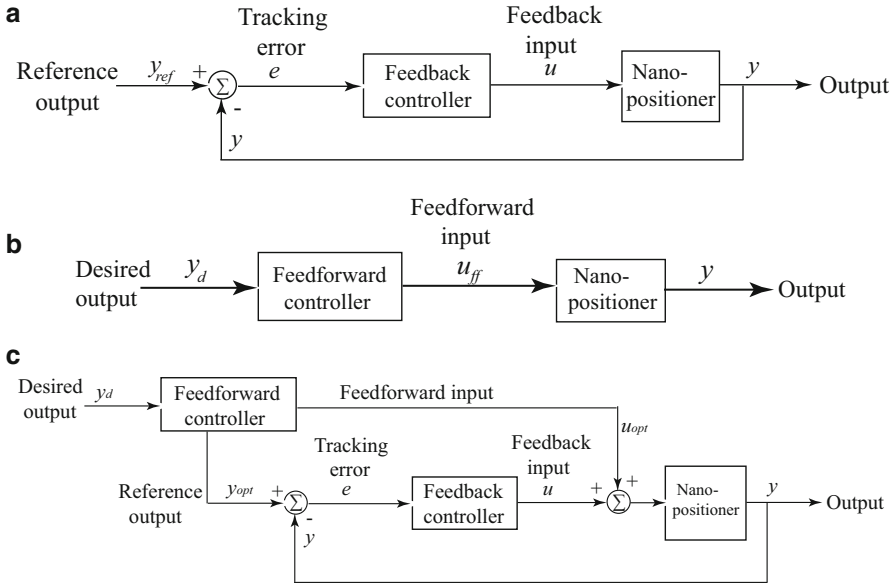 a
Tracking
error
e
Feedback
input
u
Reference
output
y_ref
+
Σ
-
y
Feedback
controller
Nano-
positioner
y
Output
b
Feedforward
input
u_ff
Desired
output
y_d
Feedforward
controller
Nano-
positioner
y
Output
c
Desired
output
y_d
Feedforward
controller
Feedforward input
u_opt
Tracking
error
e
Feedback
input
u
Reference
output
y_opt
+
Σ
-
y
Feedback
controller
+
+
Σ
Nano-
positioner
y
Output